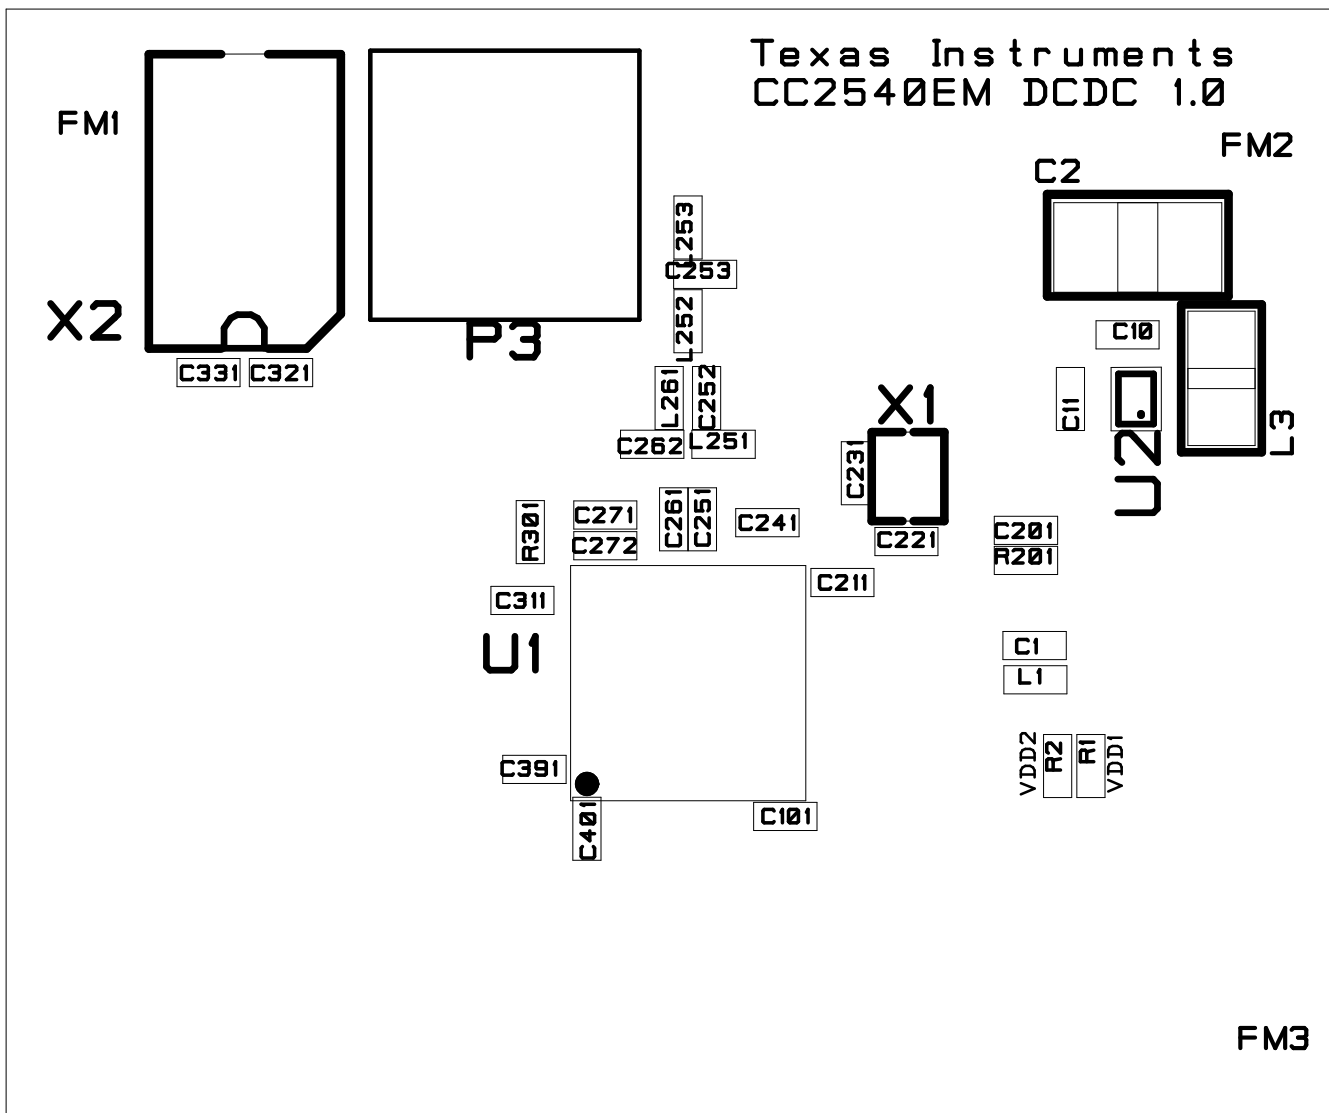 Texas Instruments
CC2540EM DCDC 1.0
FM1
FM2
C2
L253
C253
X2
P3
L252
C10
C331
C321
L261
C252
X1
C11
U2
L3
C262
L251
C231
R301
C271
C261
C251
C241
C272
C221
C201
R201
C311
C211
U1
C1
L1
VDD2
R2
R1
VDD1
C391
C401
C101
FM3